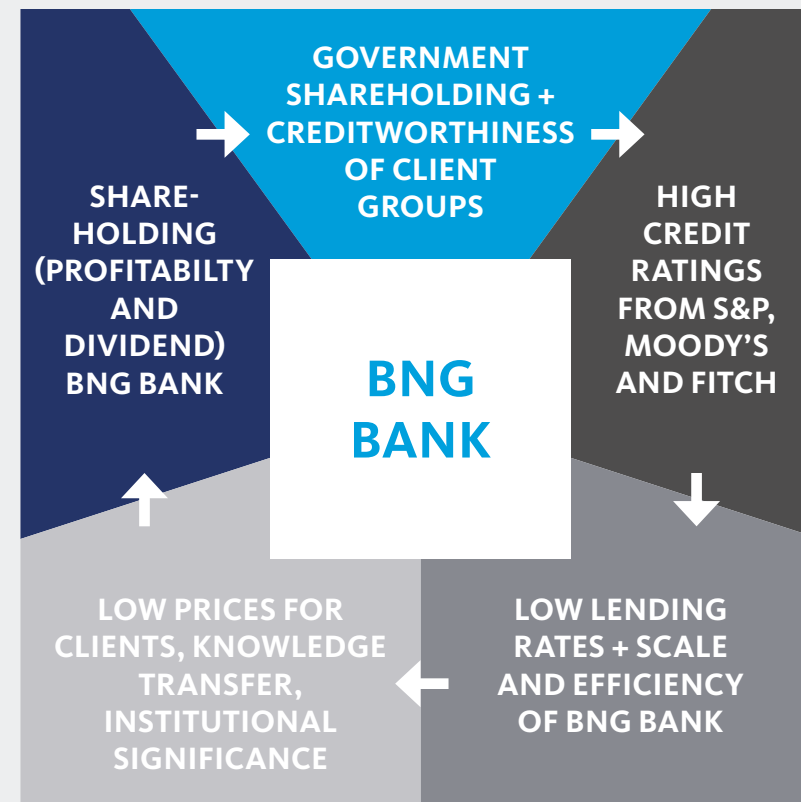 GOVERNMENT
SHAREHOLDING +
CREDITWORTHINESS
OF CLIENT
GROUPS
HIGH
CREDIT
RATINGS
FROM S&P,
MOODY'S
AND FITCH
LOW LENDING
RATES + SCALE
AND EFFICIENCY
OF BNG BANK
LOW PRICES FOR
CLIENTS, KNOWLEDGE
TRANSFER,
INSTITUTIONAL
SIGNIFICANCE
SHARE-
HOLDING
(PROFITABILTY
AND
DIVIDEND)
BNG BANK
BNG
BANK